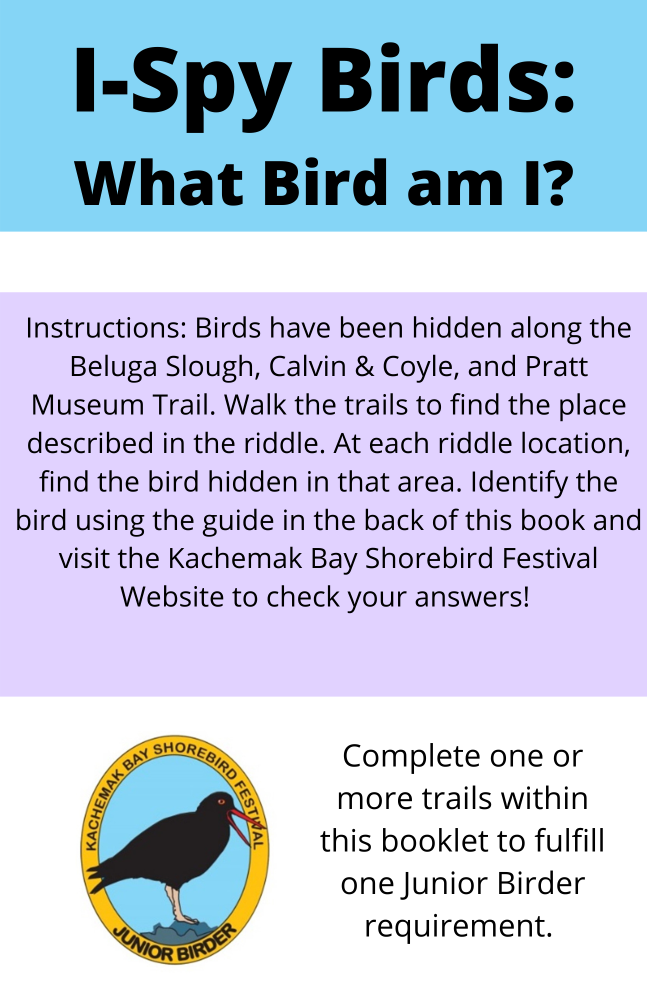 I-Spy Birds:
What Bird am I?
Instructions: Birds have been hidden along the
Beluga Slough, Calvin & Coyle, and Pratt
Museum Trail. Walk the trails to find the place
described in the riddle. At each riddle location,
find the bird hidden in that area. Identify the
bird using the guide in the back of this book and
visit the Kachemak Bay Shorebird Festival
Website to check your answers!
KACHEMAK BAY SHOREBIRD FESTIVAL
JUNIOR BIRDER
Complete one or
more trails within
this booklet to fulfill
one Junior Birder
requirement.